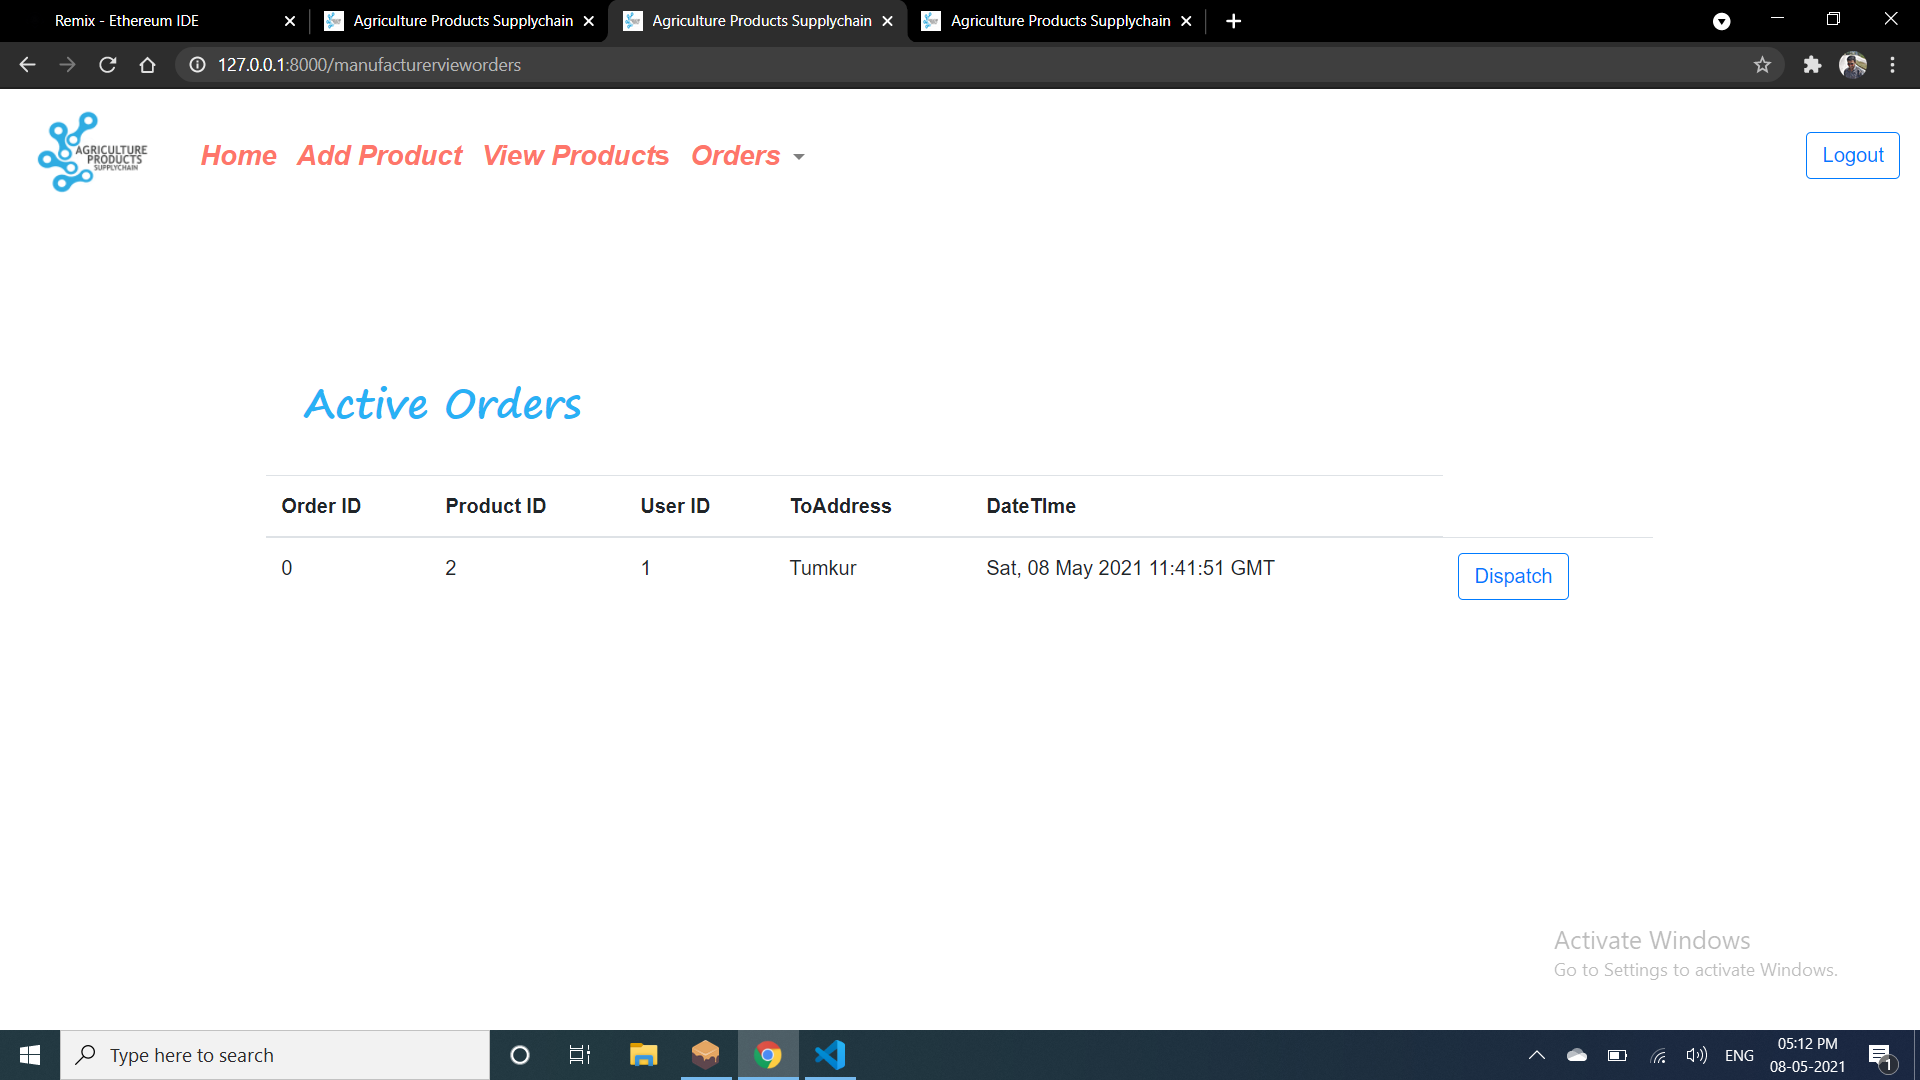 Remix - Ethereum IDE
Agriculture Products Supplychain
Agriculture Products Supplychain
Agriculture Products Supplychain
127.0.0.1:8000/manufacturervieworders
AGRICULTURE
PRODUCTS
SUPPLYCHAIN
Home Add Product View Products Orders
Logout
Active Orders
Order ID Product ID User ID ToAddress DateTIme
0 2 1 Tumkur Sat, 08 May 2021 11:41:51 GMT Dispatch
Activate Windows
Go to Settings to activate Windows.
Type here to search
ENG
05:12 PM
08-05-2021
1